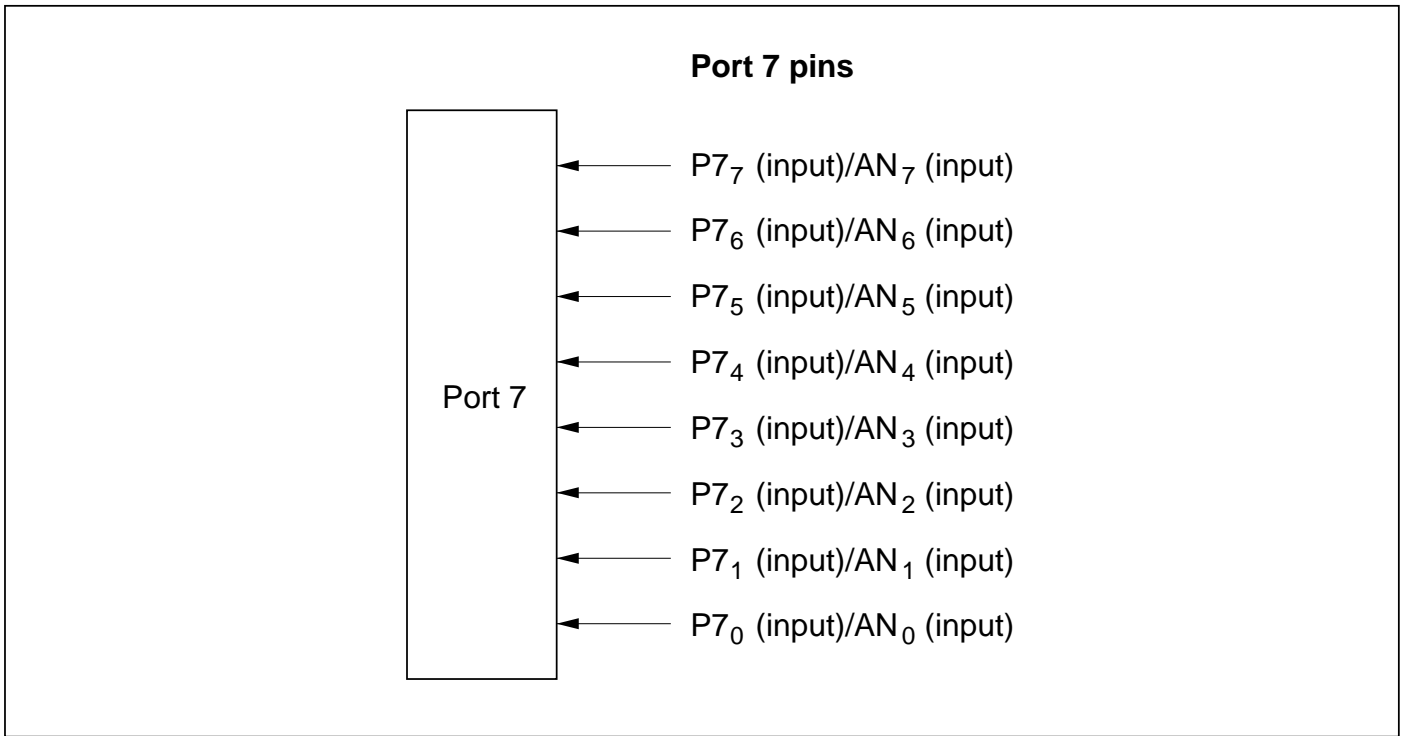 Port 7 pins
P7₇ (input)/AN₇ (input)
P7₆ (input)/AN₆ (input)
P7₅ (input)/AN₅ (input)
P7₄ (input)/AN₄ (input)
Port 7
P7₃ (input)/AN₃ (input)
P7₂ (input)/AN₂ (input)
P7₁ (input)/AN₁ (input)
P7₀ (input)/AN₀ (input)